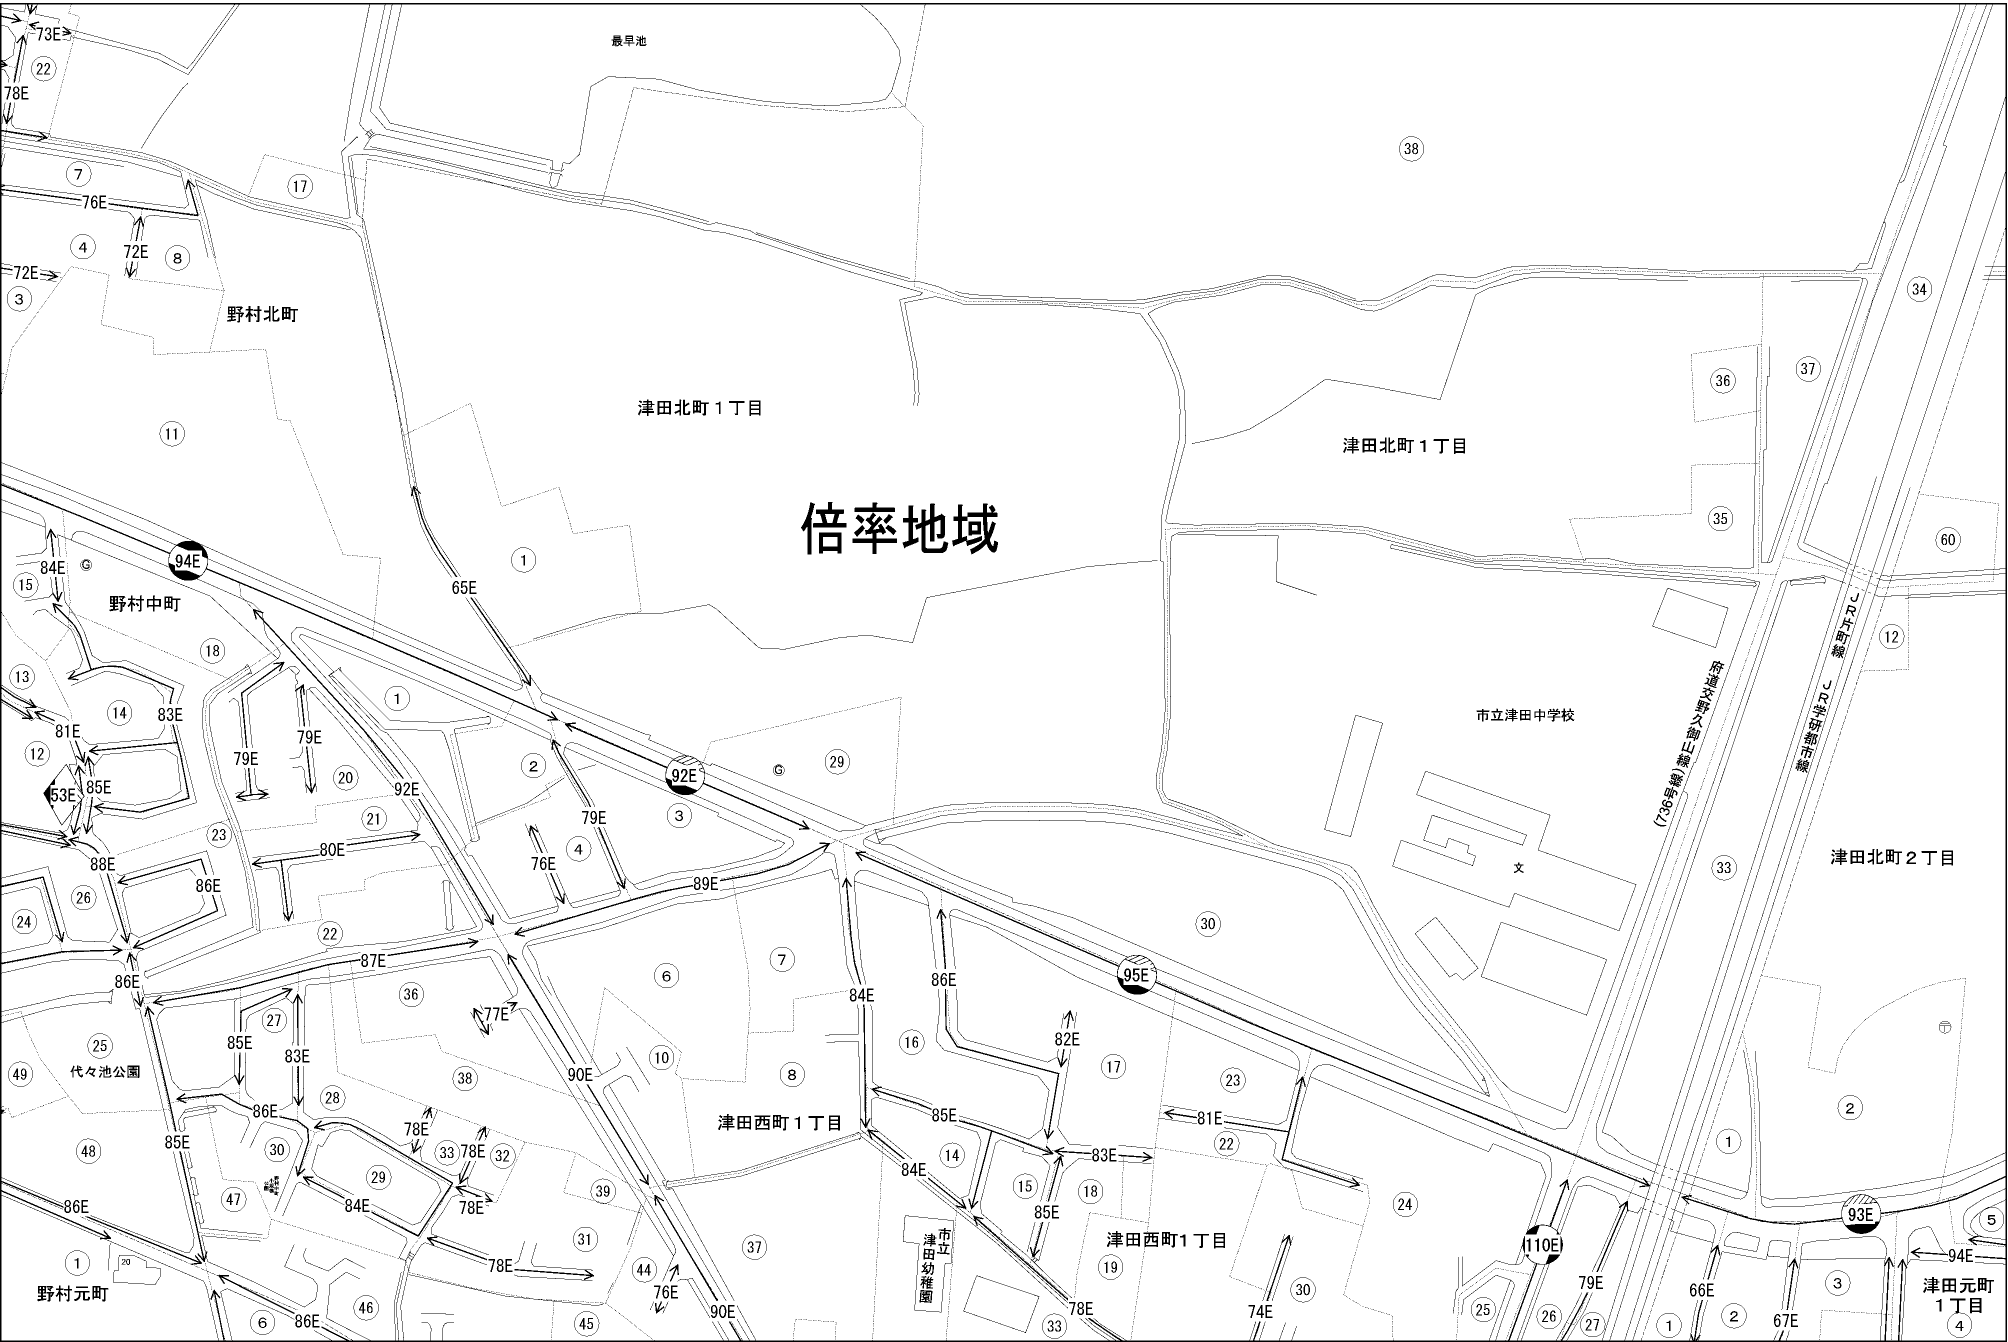 73E
22
78E
最早池
38
7
17
76E
4
72E
8
72E
3
野村北町
34
37
36
11
津田北町1丁目
津田北町1丁目
倍率地域
35
60
94E
G
84E
15
1
65E
野村中町
JR片町線
12
18
13
1
府道交野久御山線
(736号線)
JR学研都市線
14
83E
81E
79E
79E
市立津田中学校
12
2
29
G
92E
20
85E
53E
92E
79E
3
21
23
80E
4
76E
88E
86E
89E
文
33
津田北町2丁目
26
24
22
30
87E
6
7
86E
95E
86E
36
84E
77E
27
〒
85E
83E
82E
16
25
代々池公園
10
90E
17
49
38
8
23
28
86E
85E
81E
2
津田西町1丁目
85E
78E
33
78E
32
30
22
1
48
29
14
83E
84E
39
15
18
47
84E
78E
85E
24
86E
93E
5
市立
津田幼稚園
31
37
津田西町1丁目
110E
94E
1
20
78E
44
19
79E
66E
3
津田元町
1丁目
野村元町
76E
30
46
90E
78E
74E
25
26
27
67E
2
6
86E
45
33
1
4